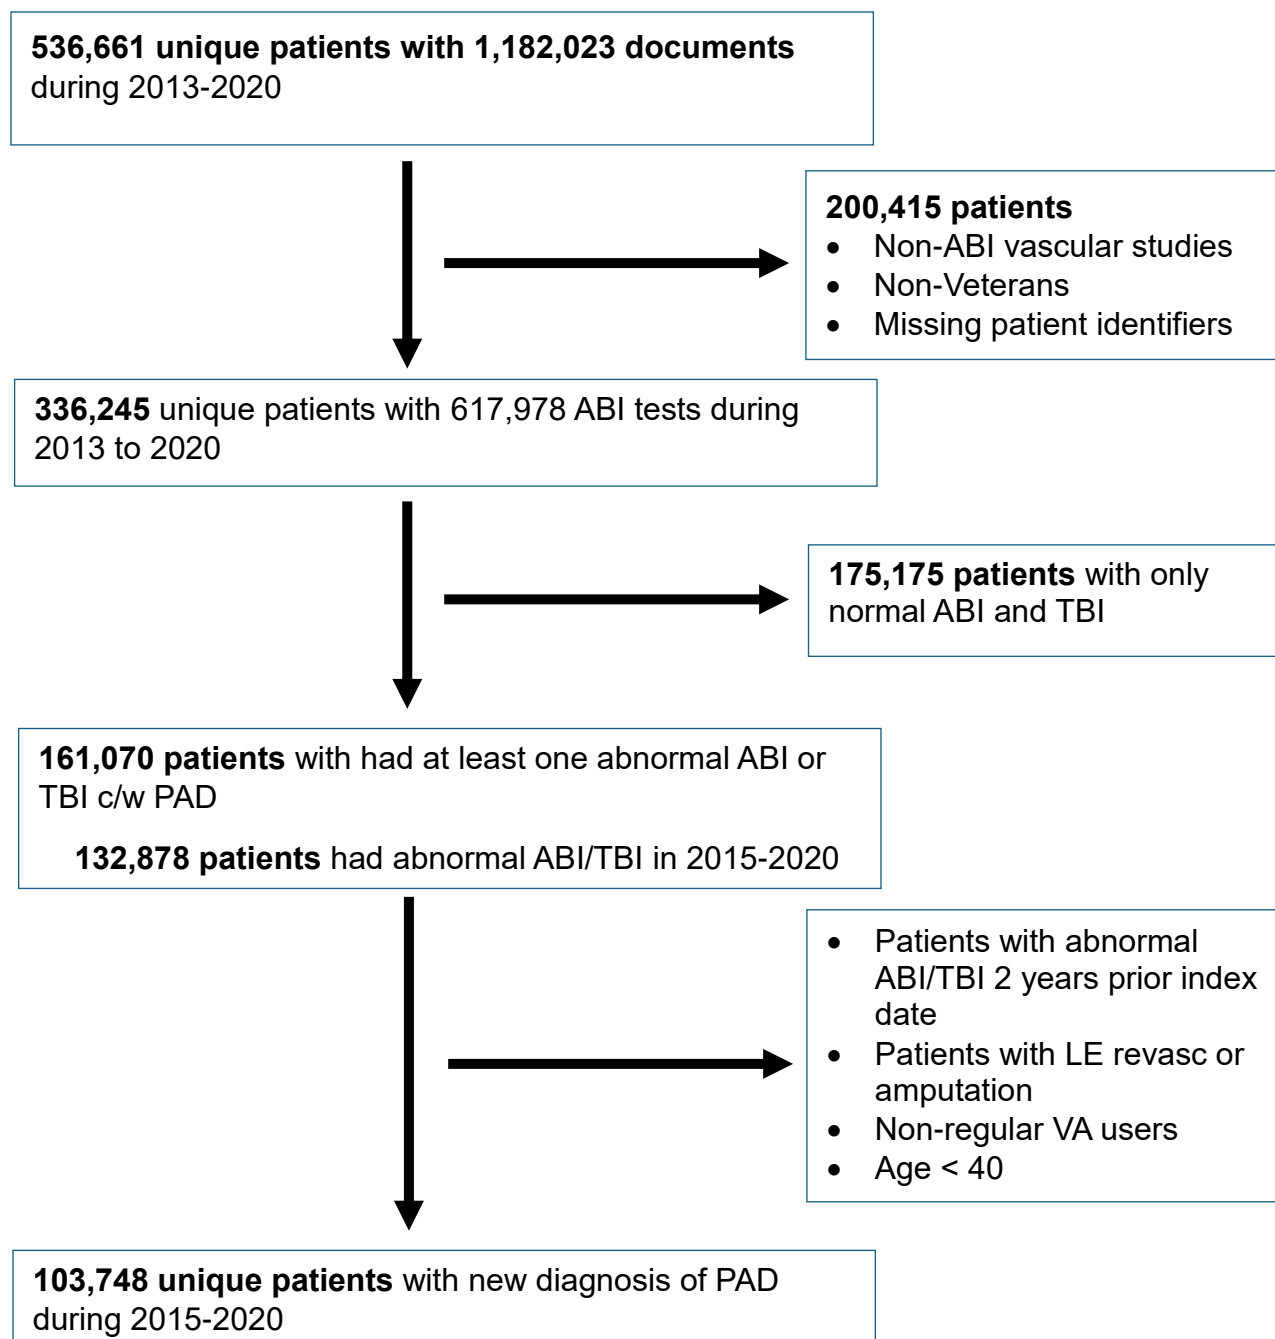 536,661 unique patients with 1,182,023 documents
during 2013-2020
200,415 patients
• Non-ABI vascular studies
• Non-Veterans
• Missing patient identifiers
336,245 unique patients with 617,978 ABI tests during
2013 to 2020
175,175 patients with only
normal ABI and TBI
161,070 patients with had at least one abnormal ABI or
TBI c/w PAD
132,878 patients had abnormal ABI/TBI in 2015-2020
• Patients with abnormal
ABI/TBI 2 years prior index
date
• Patients with LE revasc or
amputation
• Non-regular VA users
• Age < 40
103,748 unique patients with new diagnosis of PAD
during 2015-2020